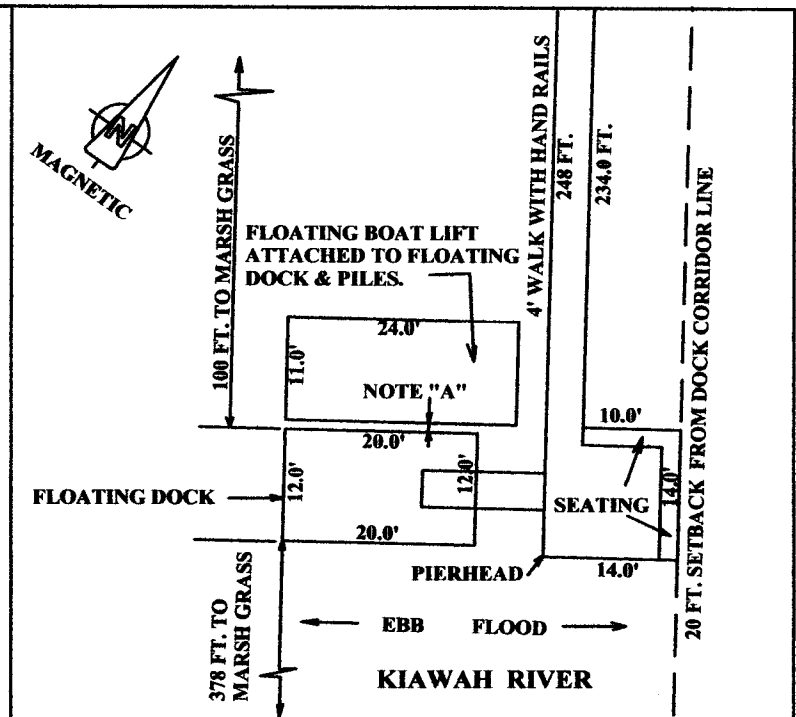 N
MAGNETIC
100 FT. TO MARSH GRASS
FLOATING BOAT LIFT
ATTACHED TO FLOATING
DOCK & PILES.
4' WALK WITH HAND RAILS
248 FT.
234.0 FT.
20 FT. SETBACK FROM DOCK CORRIDOR LINE
24.0'
11.0'
NOTE "A"
10.0'
20.0'
12.0'
12.0'
FLOATING DOCK
SEATING
14.0'
20.0'
PIERHEAD
14.0'
378 FT. TO
MARSH GRASS
EBB FLOOD
KIAWAH RIVER